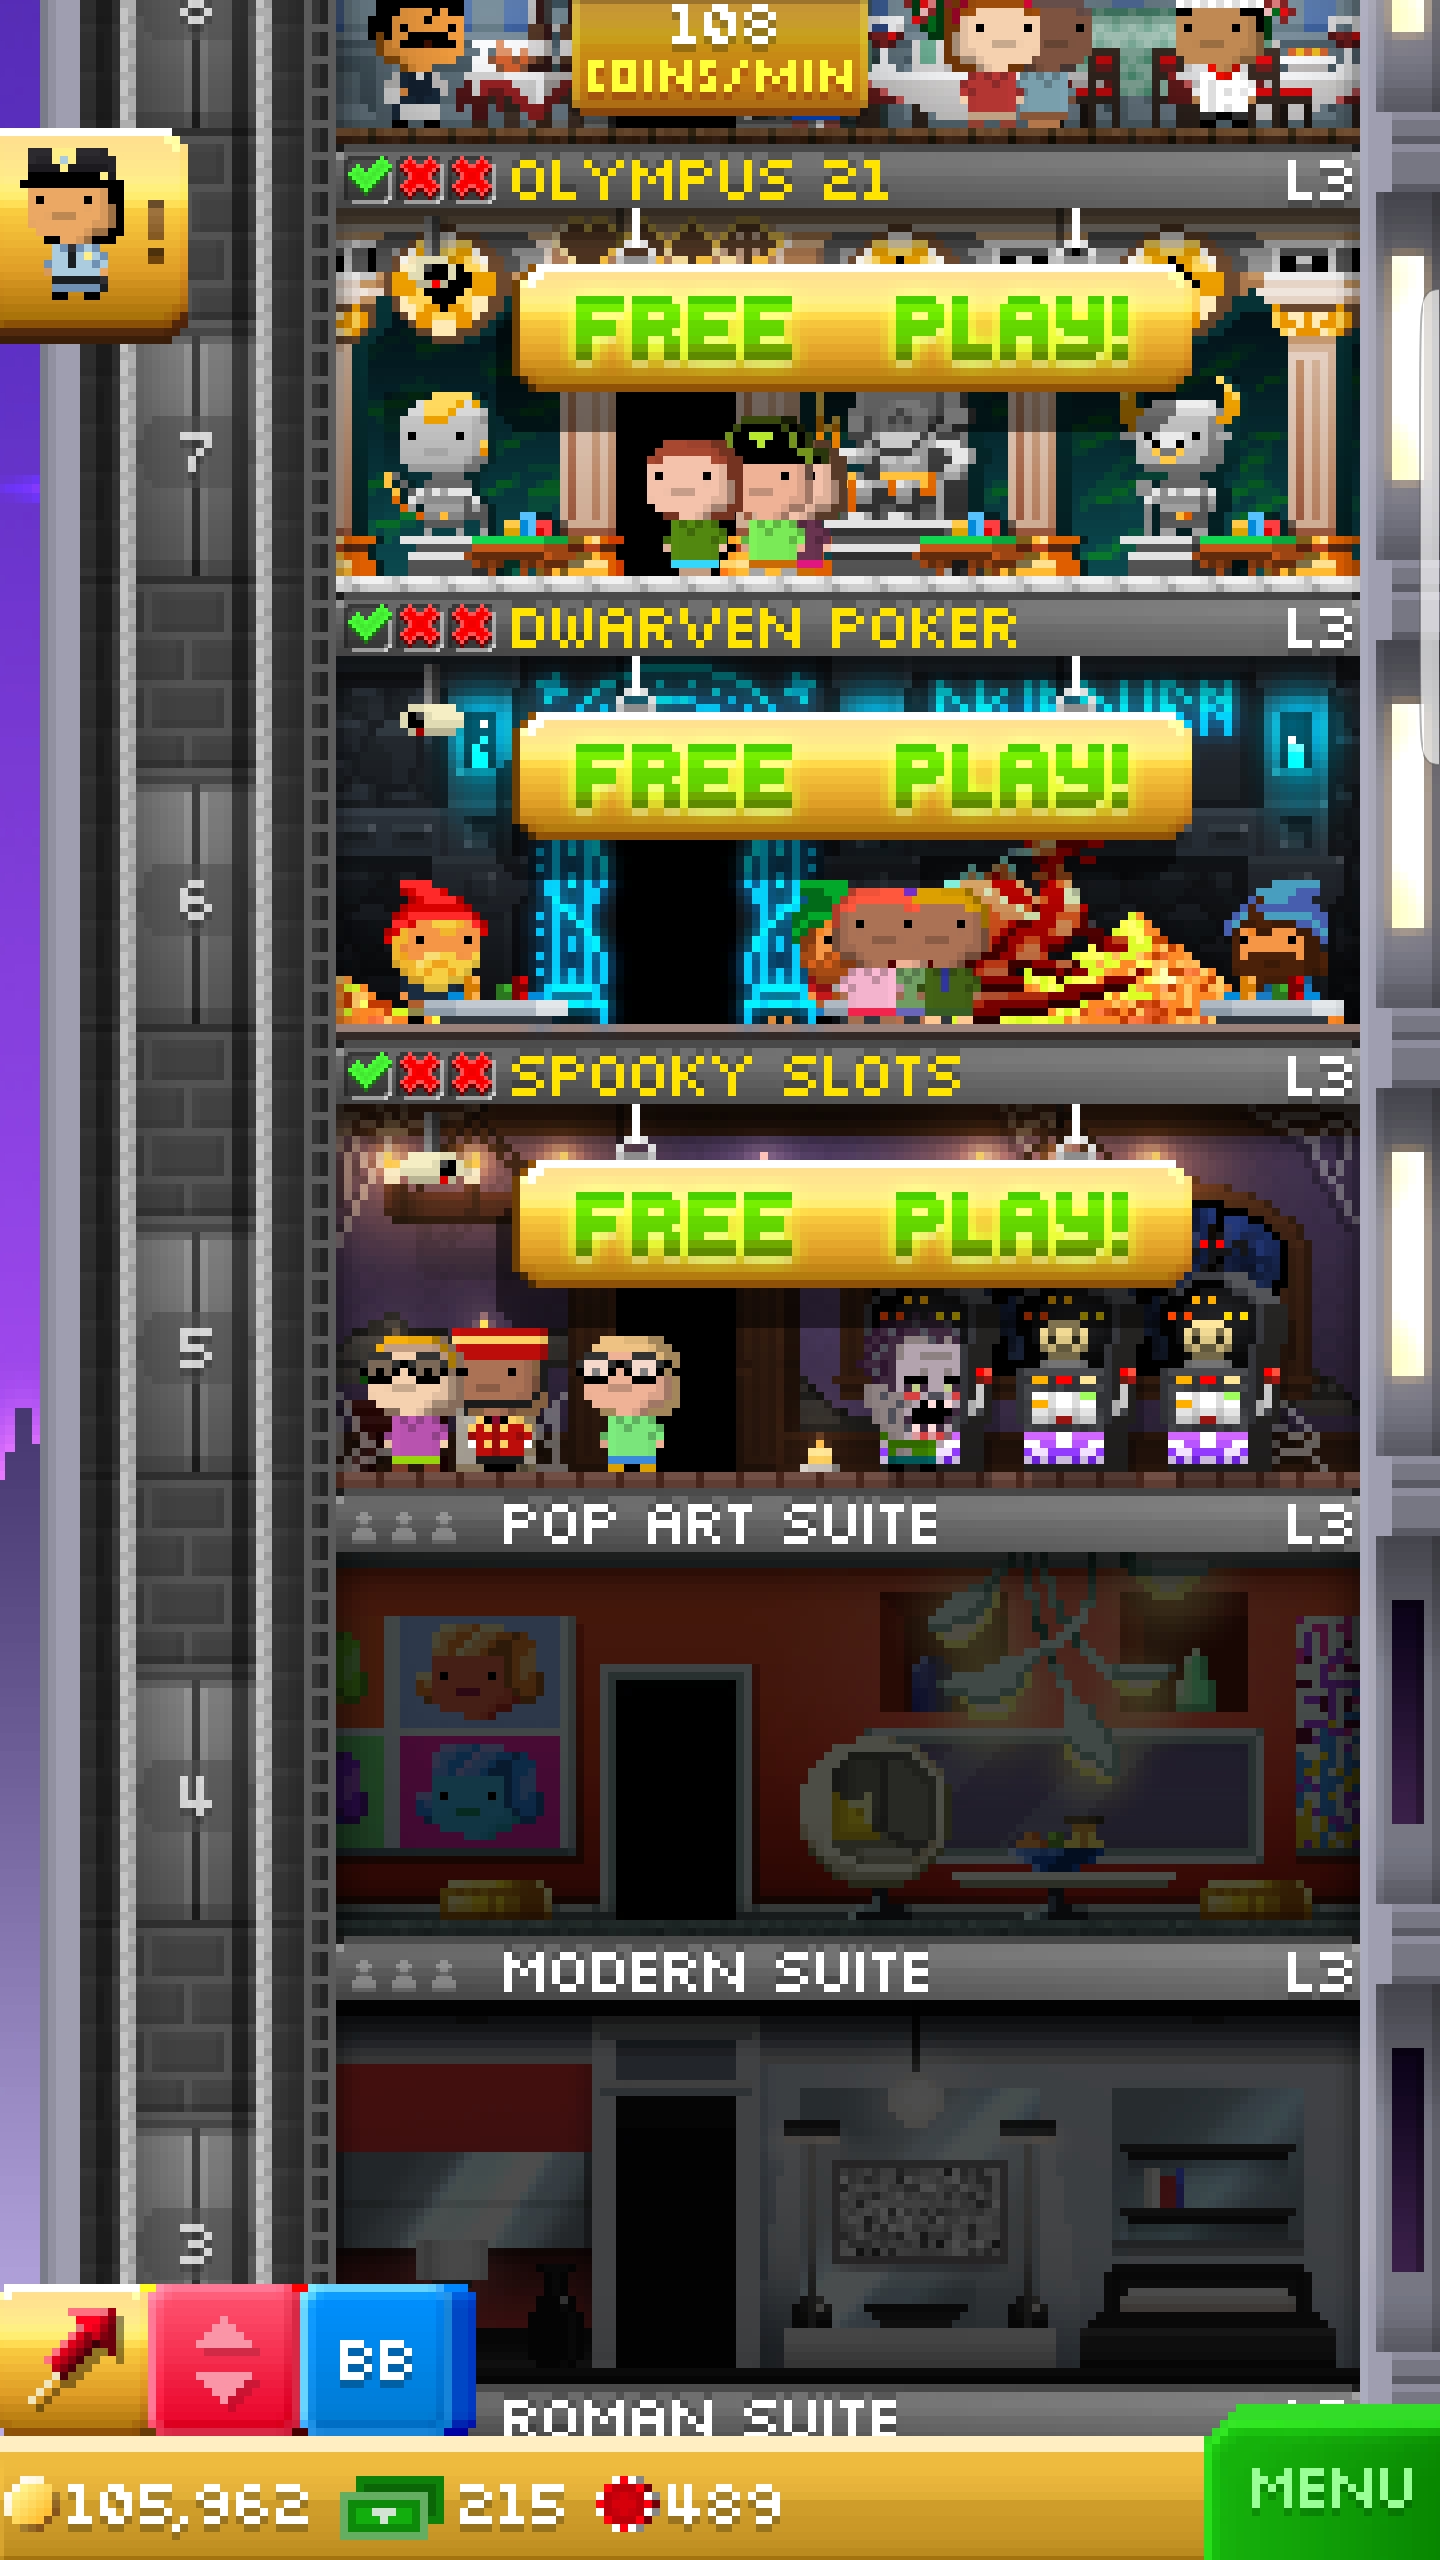 8
108
COINS/MIN
OLYMPUS 21 L3
!
FREE PLAY!
7
DWARVEN POKER L3
FREE PLAY!
6
SPOOKY SLOTS L3
FREE PLAY!
5
POP ART SUITE L3
4
MODERN SUITE L3
3
BB
ROMAN SUITE
105,962 215 489
MENU